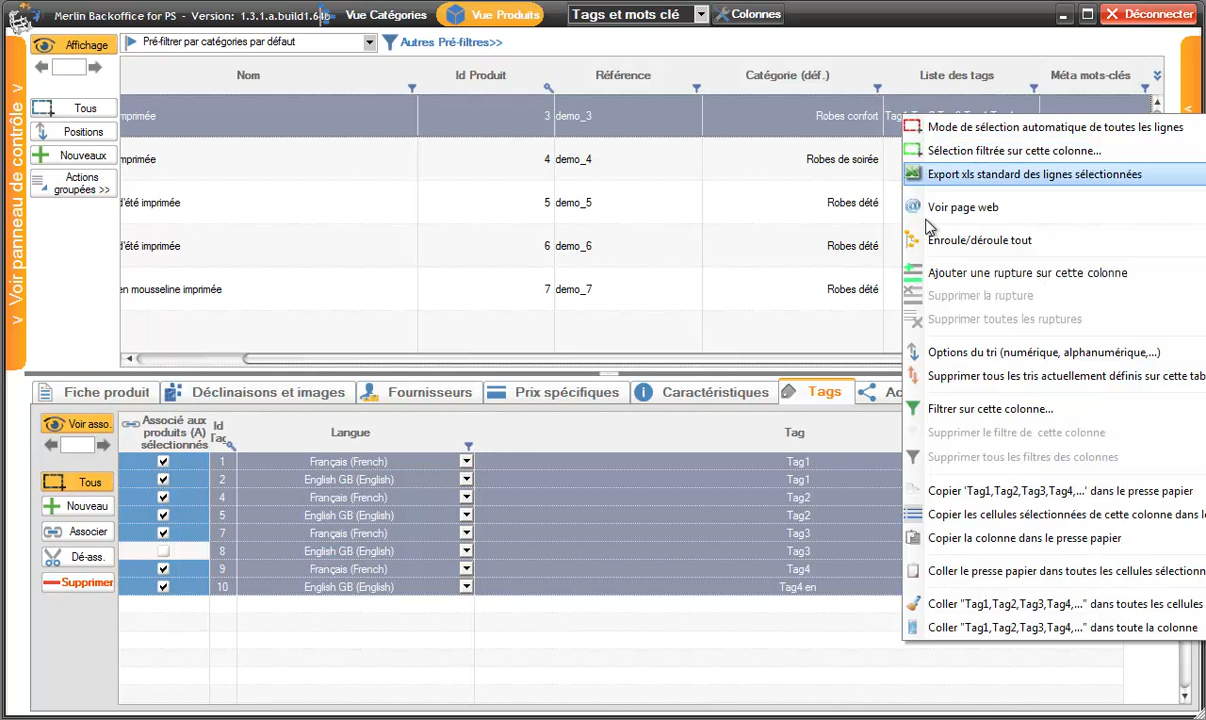 Merlin Backoffice for PS - Version: 1.3.1.a.build1.64b
Vue Catégories
Vue Produits
Tags et mots clé
Colonnes
Déconnecter
Affichage
Pré-filtrer par catégories par défaut
Autres Pré-filtres>>
Tous
Positions
Nouveaux
Actions
groupées >>
v Voir panneau de contrôle v
v
Nom Id Produit Référence Catégorie (déf.) Liste des tags Méta mots-clés
mprimée 3 demo_3 Robes confort
mprimée 4 demo_4 Robes de soirée
d'été imprimée 5 demo_5 Robes dété
d'été imprimée 6 demo_6 Robes dété
en mousseline imprimée 7 demo_7 Robes dété
Mode de sélection automatique de toutes les lignes
Sélection filtrée sur cette colonne...
Export xls standard des lignes sélectionnées
Voir page web
Enroule/déroule tout
Ajouter une rupture sur cette colonne
Supprimer la rupture
Supprimer toutes les ruptures
Options du tri (numérique, alphanumérique,...)
Supprimer tous les tris actuellement définis sur cette tab
Filtrer sur cette colonne...
Supprimer le filtre de cette colonne
Supprimer tous les filtres des colonnes
Copier 'Tag1,Tag2,Tag3,Tag4,...' dans le presse papier
Copier les cellules sélectionnées de cette colonne dans le
Copier la colonne dans le presse papier
Coller le presse papier dans toutes les cellules sélectionn
Coller "Tag1,Tag2,Tag3,Tag4,..." dans toutes les cellules
Coller "Tag1,Tag2,Tag3,Tag4,..." dans toute la colonne
Fiche produit
Déclinaisons et images
Fournisseurs
Prix spécifiques
Caractéristiques
Tags
Ac
Voir asso.
Tous
Nouveau
Associer
Dé-ass.
Supprimer
Associé aux
produits (A)
sélectionnés
Id
Tag
Langue
Tag
1 Français (French) Tag1
2 English GB (English) Tag1
4 Français (French) Tag2
5 English GB (English) Tag2
7 Français (French) Tag3
8 English GB (English) Tag3
9 Français (French) Tag4
10 English GB (English) Tag4 en